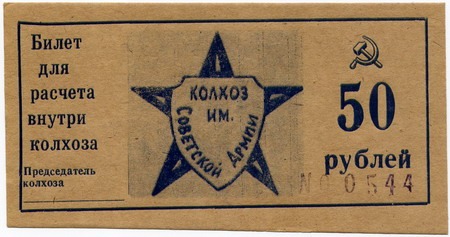 Билет
для
расчета
внутри
колхоза
Председатель
колхоза
КОЛХОЗ
ИМ.
СОВЕТСКОЙ АРМИИ
50
рублей
№ 0544